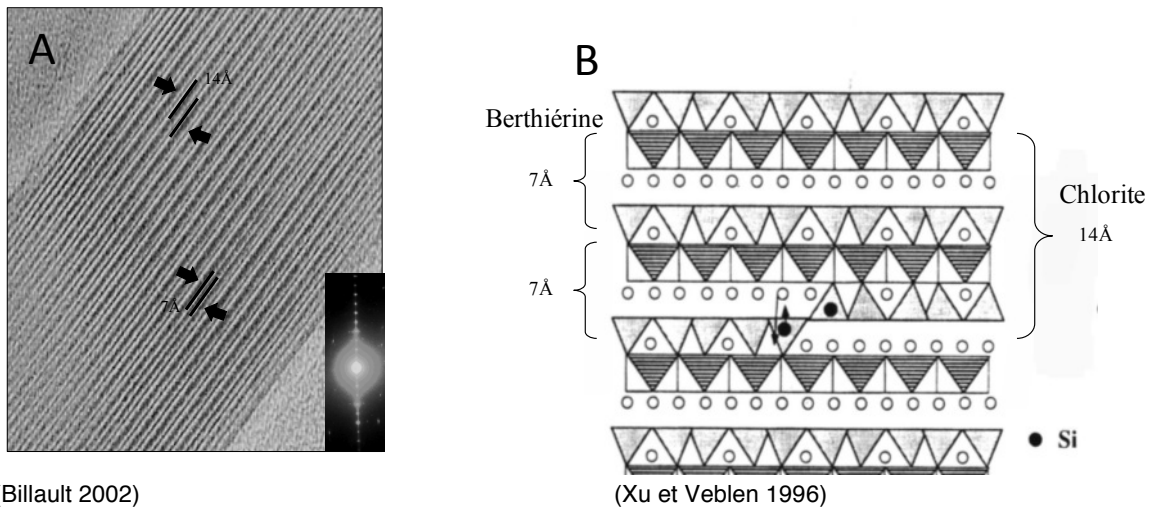 A
14Å
7Å
B
Berthiérine
7Å
7Å
Chlorite
14Å
Si
(Billault 2002)
(Xu et Veblen 1996)